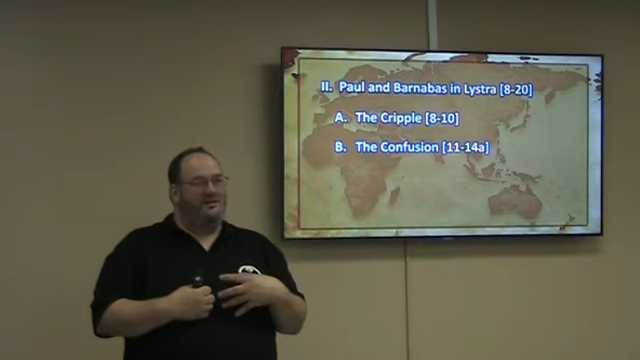 II. Paul and Barnabas in Lystra [8-20]
A. The Cripple [8-10]
B. The Confusion [11-14a]